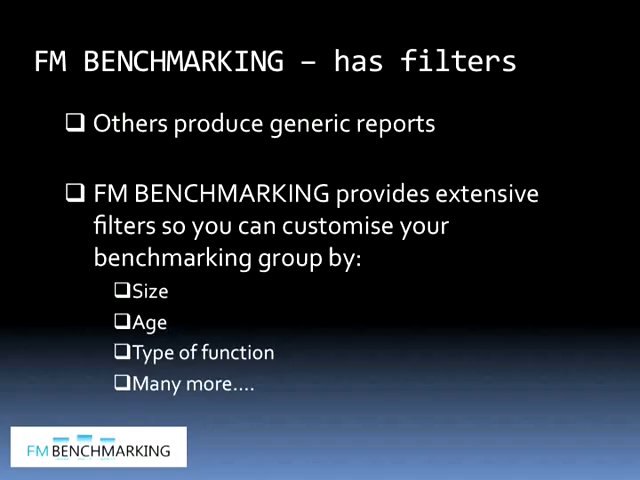 FM BENCHMARKING – has filters
Others produce generic reports
FM BENCHMARKING provides extensive
filters so you can customise your
benchmarking group by:
Size
Age
Type of function
Many more....
FM BENCHMARKING